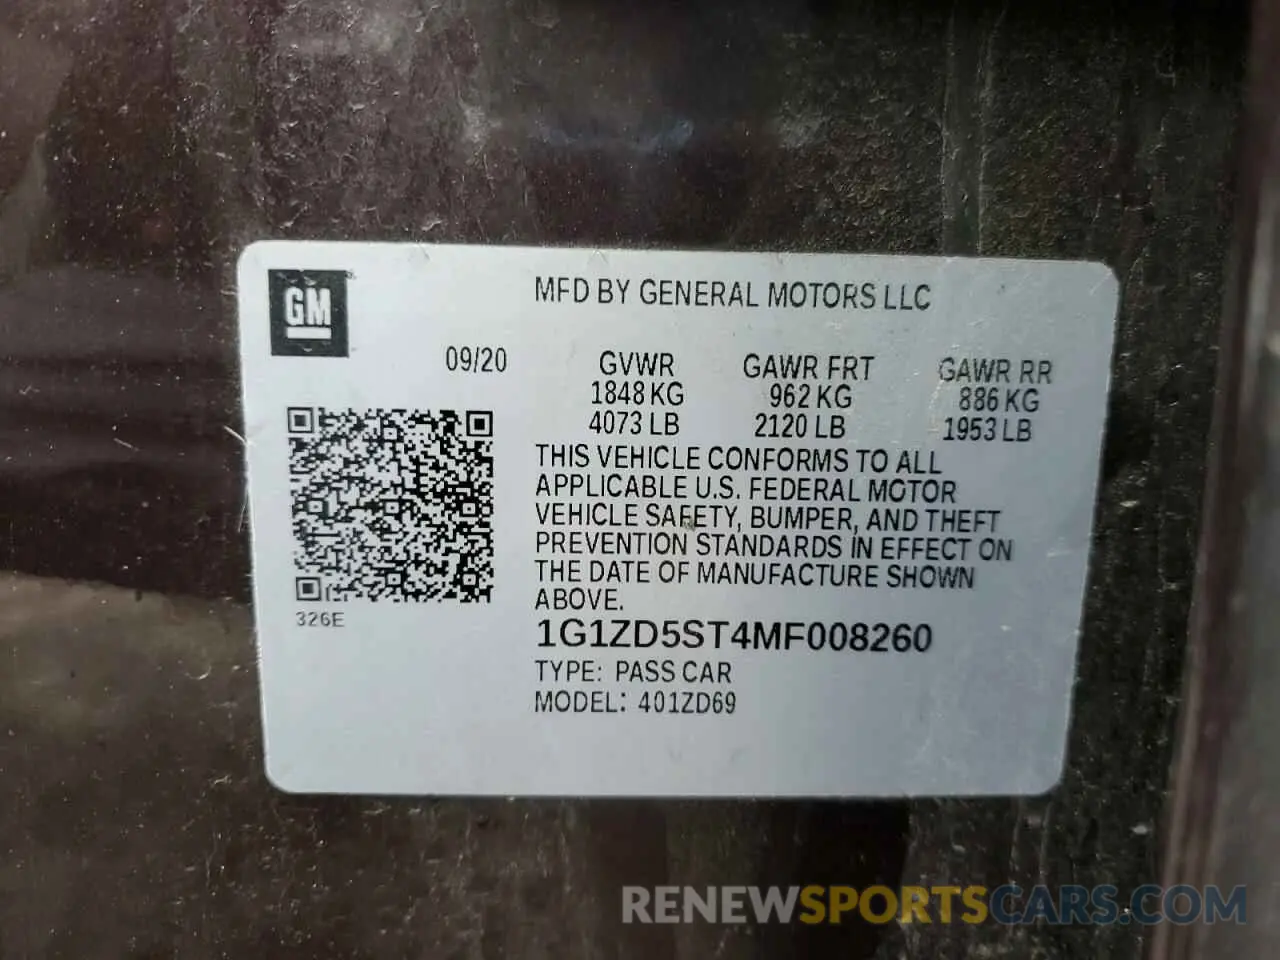 GM
MFD BY GENERAL MOTORS LLC
09/20 GVWR GAWR FRT GAWR RR
1848 KG 962 KG 886 KG
4073 LB 2120 LB 1953 LB
THIS VEHICLE CONFORMS TO ALL
APPLICABLE U.S. FEDERAL MOTOR
VEHICLE SAFETY, BUMPER, AND THEFT
PREVENTION STANDARDS IN EFFECT ON
THE DATE OF MANUFACTURE SHOWN
ABOVE.
326E
1G1ZD5ST4MF008260
TYPE: PASS CAR
MODEL: 401ZD69
RENEWSPORTSCARS.COM